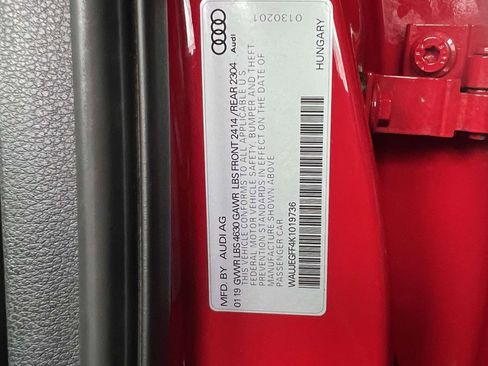 MFD. BY AUDI AG
01 19 GVWR LBS 4630 GAWR LBS FRONT 2414 / REAR 2304
THIS VEHICLE CONFORMS TO ALL APPLICABLE U.S.
FEDERAL MOTOR VEHICLE SAFETY, BUMPER AND THEFT
PREVENTION STANDARDS IN EFFECT ON THE DATE OF
MANUFACTURE SHOWN ABOVE.
PASSENGER CAR
WAUJEGFF4K1019736
HUNGARY
Audi
0130201